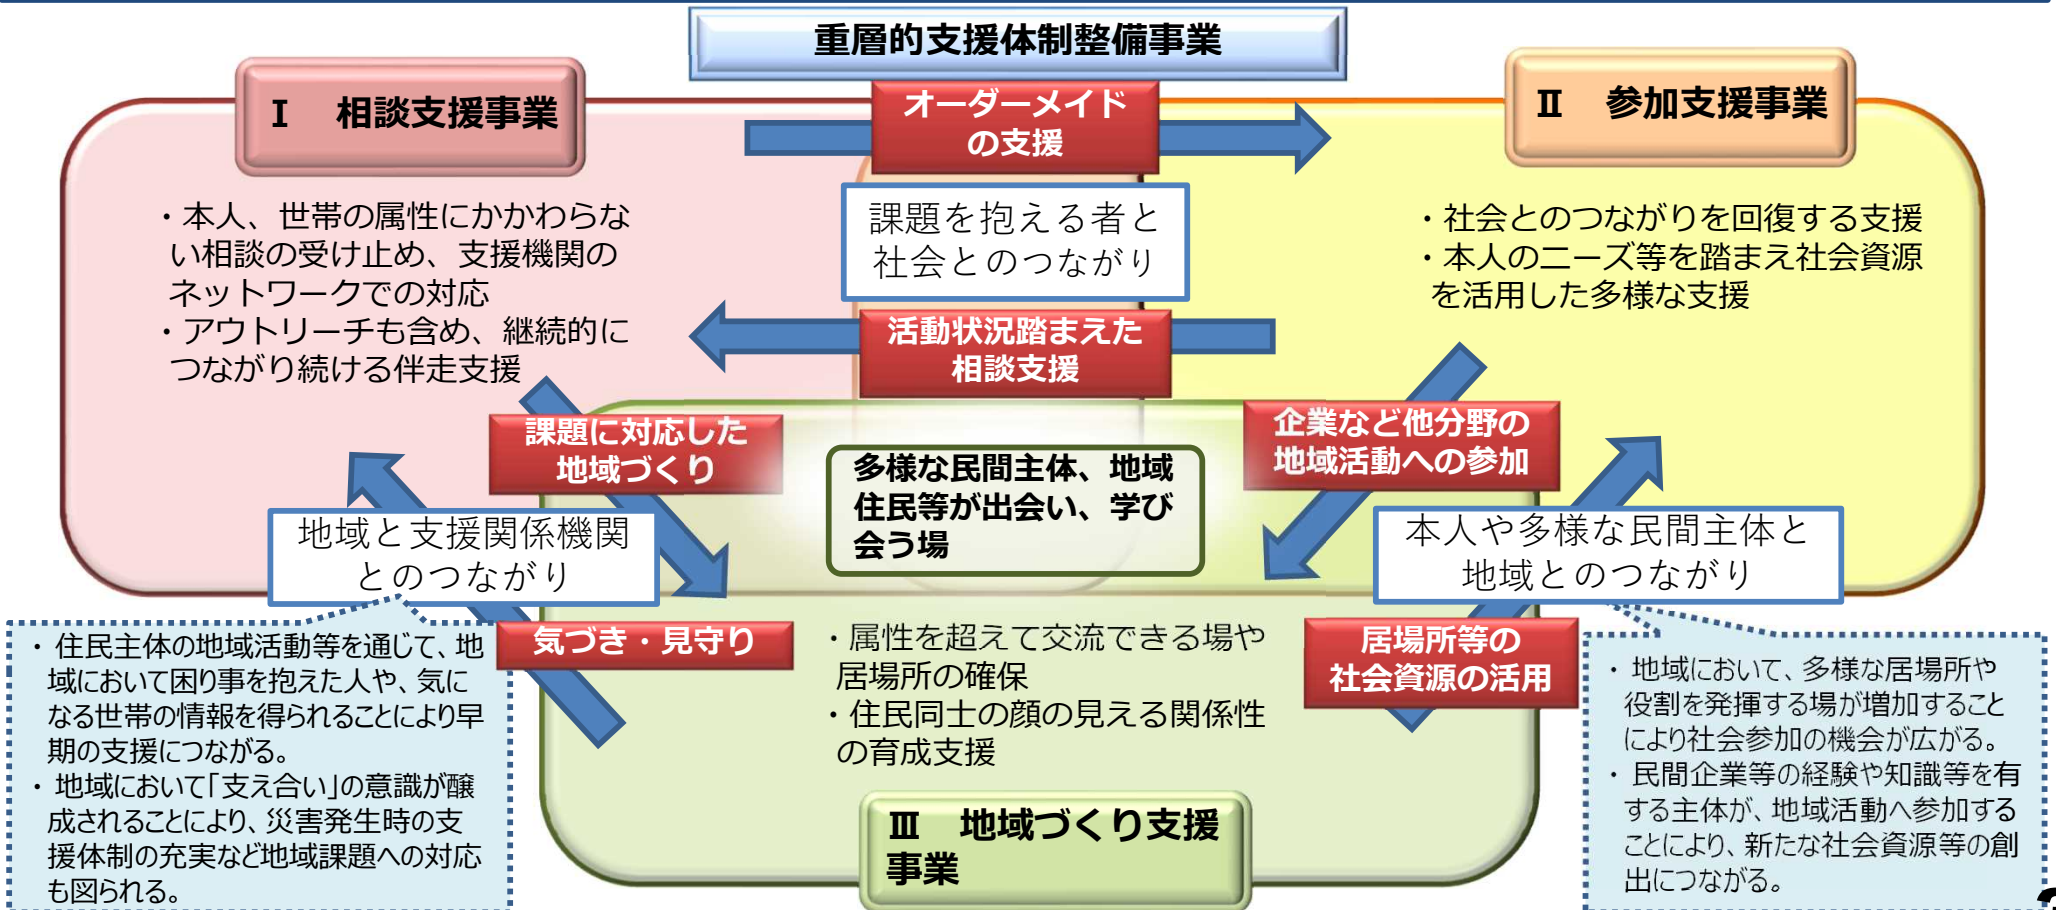 重層的支援体制整備事業
Ⅰ　相談支援事業
・本人、世帯の属性にかかわらな
い相談の受け止め、支援機関の
ネットワークでの対応
・アウトリーチも含め、継続的に
つながり続ける伴走支援
オーダーメイド
の支援
課題を抱える者と
社会とのつながり
活動状況踏まえた
相談支援
Ⅱ　参加支援事業
・社会とのつながりを回復する支援
・本人のニーズ等を踏まえ社会資源
を活用した多様な支援
課題に対応した
地域づくり
多様な民間主体、地域
住民等が出会い、学び
会う場
企業など他分野の
地域活動への参加
地域と支援関係機関
とのつながり
本人や多様な民間主体と
地域とのつながり
気づき・見守り
居場所等の
社会資源の活用
・属性を超えて交流できる場や
居場所の確保
・住民同士の顔の見える関係性
の育成支援
Ⅲ　地域づくり支援
事業
・ 住民主体の地域活動等を通じて、地
域において困り事を抱えた人や、気に
なる世帯の情報を得られることにより早
期の支援につながる。
・ 地域において「支え合い」の意識が醸
成されることにより、災害発生時の支
援体制の充実など地域課題への対応
も図られる。
・ 地域において、多様な居場所や
役割を発揮する場が増加すること
により社会参加の機会が広がる。
・ 民間企業等の経験や知識等を有
する主体が、地域活動へ参加する
ことにより、新たな社会資源等の創
出につながる。